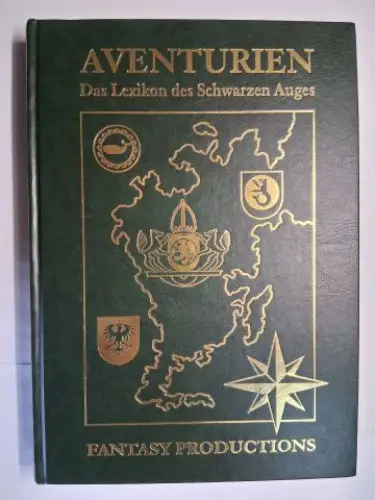 AVENTURIEN
Das Lexikon des Schwarzen Auges
FANTASY PRODUCTIONS